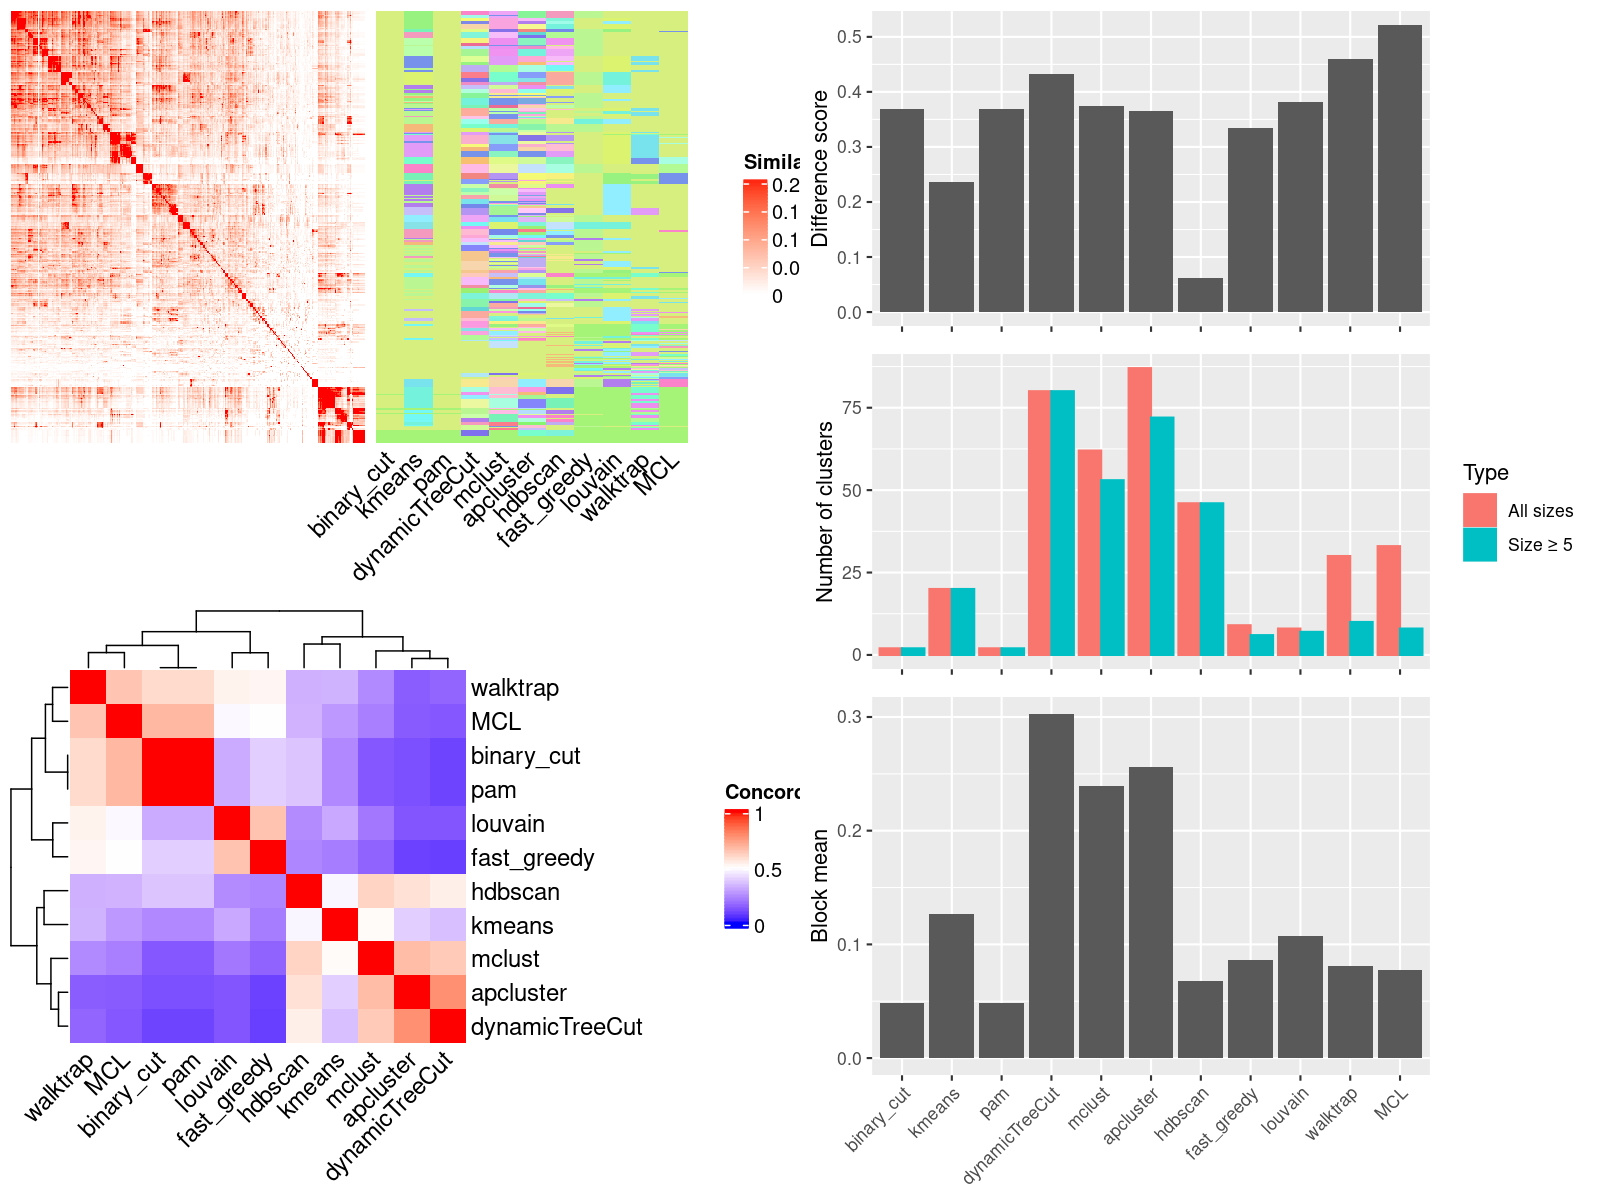 Simila
0.2
0.1
0.1
0.0
0
binary_cut
kmeans
pam
dynamicTreeCut
mclust
apcluster
hdbscan
fast_greedy
louvain
walktrap
MCL
walktrap
MCL
binary_cut
pam
louvain
fast_greedy
hdbscan
kmeans
mclust
apcluster
dynamicTreeCut
walktrap
MCL
binary_cut
pam
louvain
fast_greedy
hdbscan
kmeans
mclust
apcluster
dynamicTreeCut
Concord
1
0.5
0
Difference score
0.5
0.4
0.3
0.2
0.1
0.0
Number of clusters
75
50
25
0
Type
All sizes
Size ≥ 5
Block mean
0.3
0.2
0.1
0.0
binary_cut
kmeans
pam
dynamicTreeCut
mclust
apcluster
hdbscan
fast_greedy
louvain
walktrap
MCL